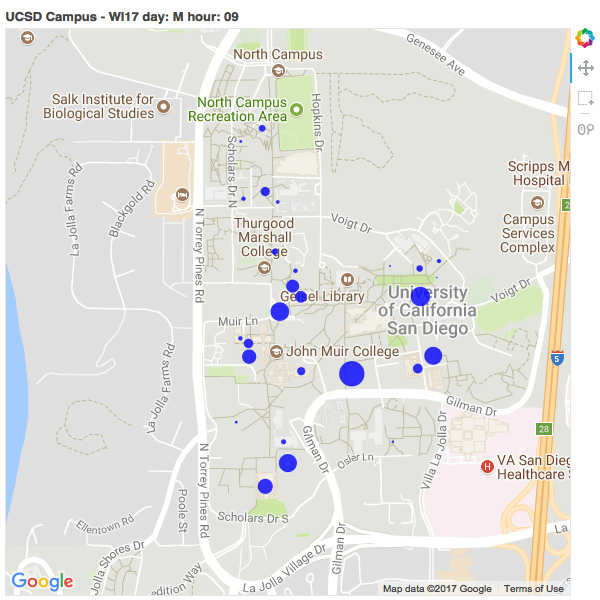 UCSD Campus - WI17 day: M hour: 09
Genesee Ave
North Campus
Salk Institute for
Biological Studies
North Campus
Recreation Area
Hopkins Dr
Scholars Dr N
La Jolla Farms Rd
Blackgold Rd
N Torrey Pines Rd
Scripps M
Hospital
Campus
Services
Complex
Voigt Dr
Thurgood
Marshall
College
Voigt Dr
Geisel Library
University
of California
San Diego
Muir Ln
John Muir College
La Jolla Farms Rd
5
Gilman Dr
28
Gilman Dr
Osler Ln
Villa La Jolla Dr
VA San Dieg
Healthcare
N Torrey Pines Rd
Poole St
Ellentown Rd
Scholars Dr S
La Jolla Shores Dr
Gilman Dr
La Jolla Village Dr
La
edition Way
Google
Map data ©2017 Google
Terms of Use